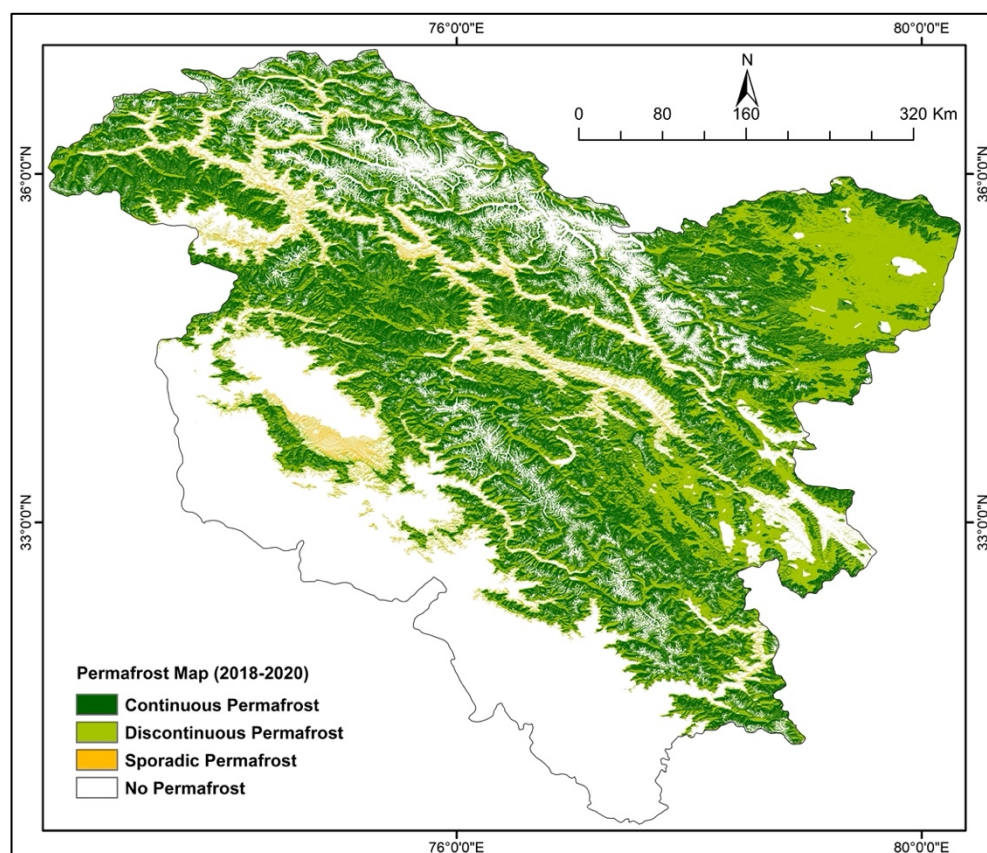 76°0'0"E
80°0'0"E
N
0
80
160
320 Km
36°0'0"N
36°0'0"N
33°0'0"N
33°0'0"N
Permafrost Map (2018-2020)
Continuous Permafrost
Discontinuous Permafrost
Sporadic Permafrost
No Permafrost
76°0'0"E
80°0'0"E